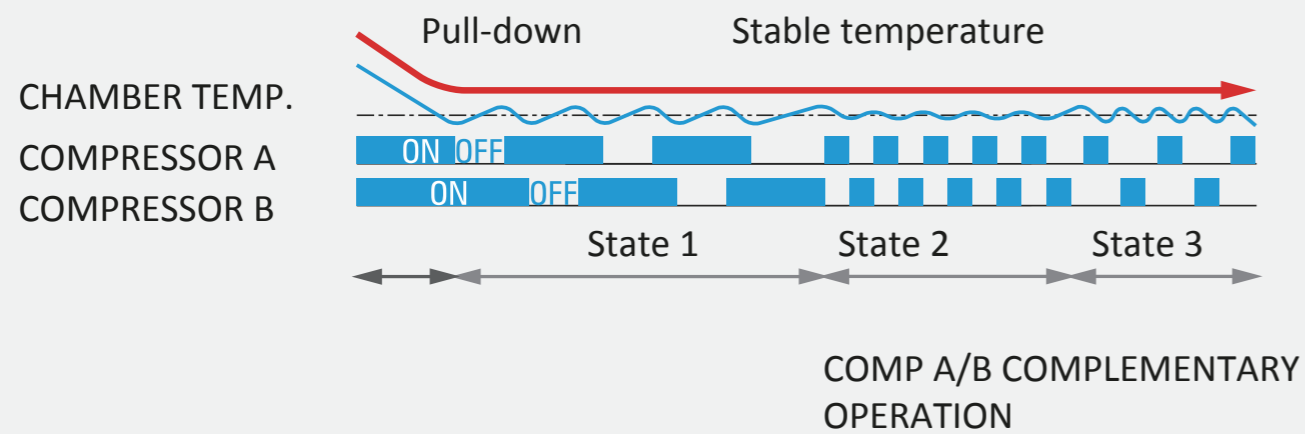 Pull-down Stable temperature
CHAMBER TEMP.
COMPRESSOR A ON OFF
COMPRESSOR B ON OFF
State 1 State 2 State 3
COMP A/B COMPLEMENTARY
OPERATION